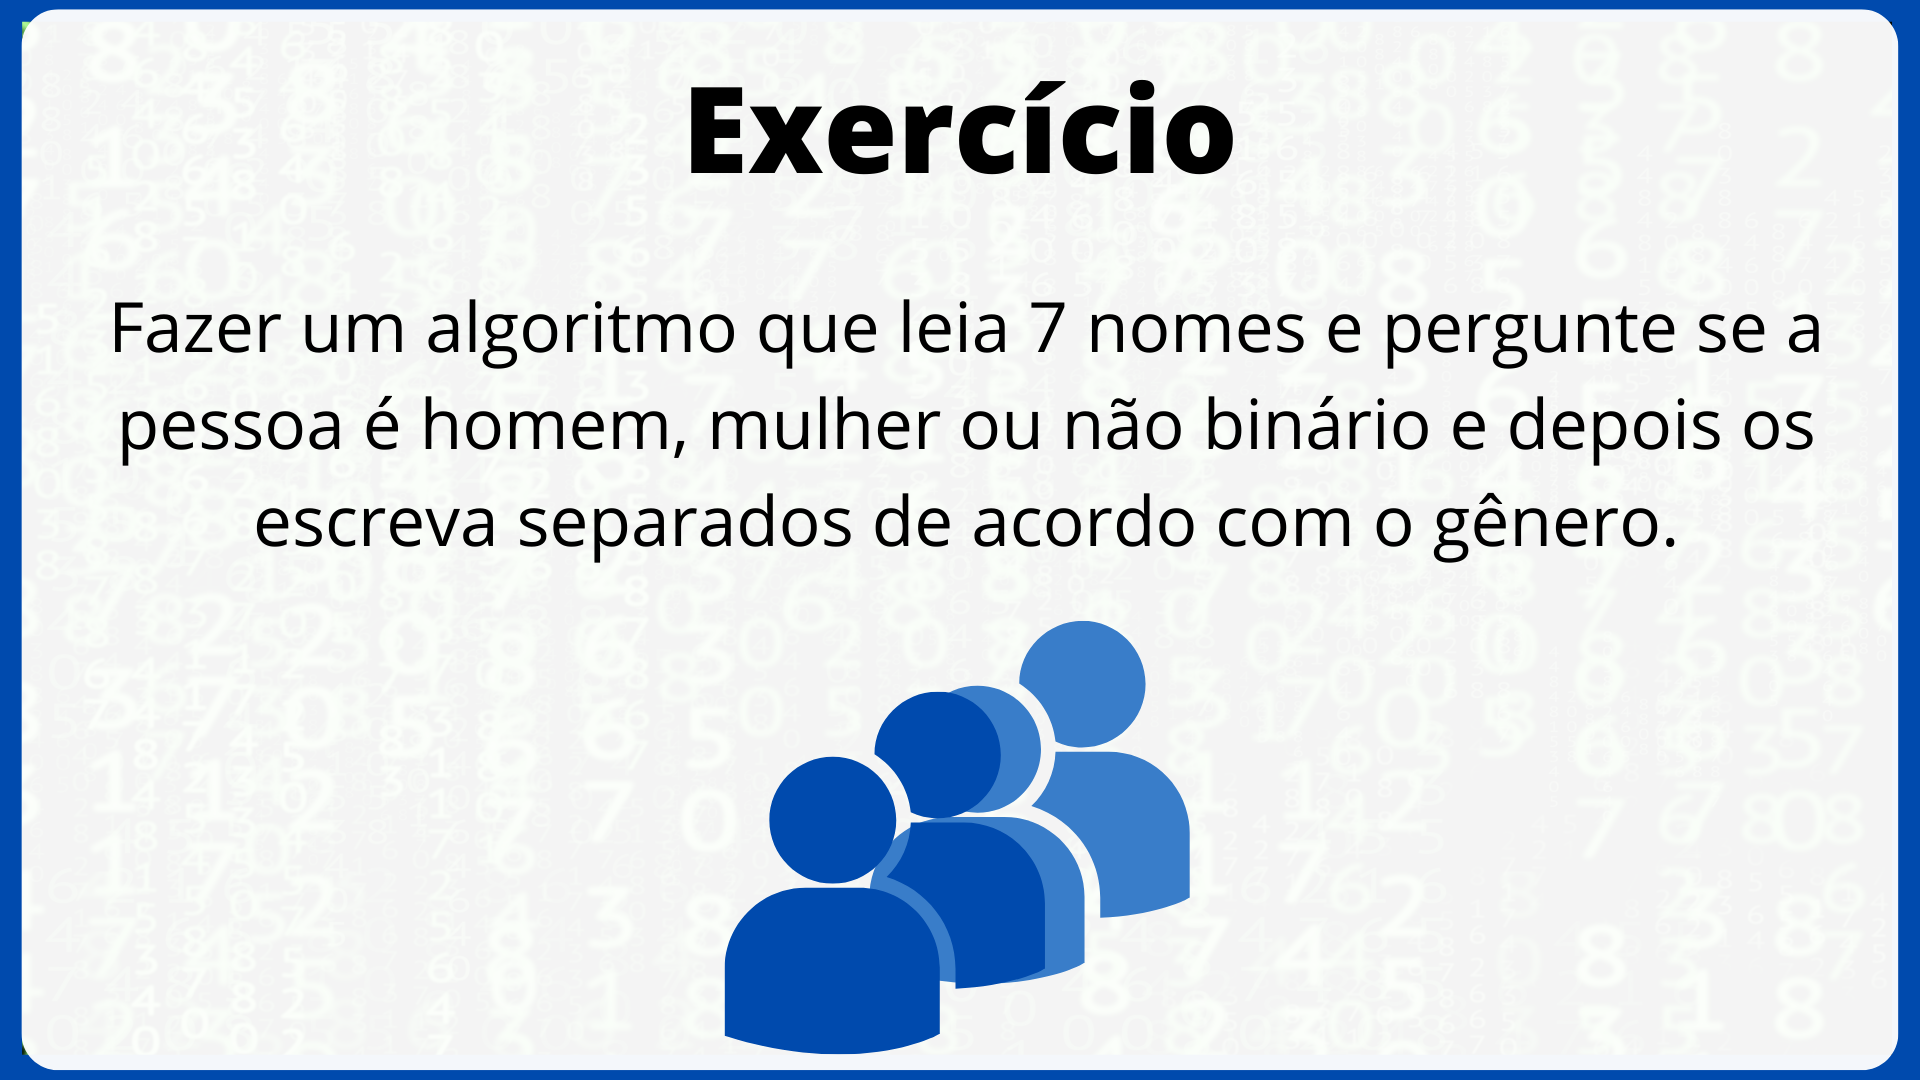 Exercício
Fazer um algoritmo que leia 7 nomes e pergunte se a
pessoa é homem, mulher ou não binário e depois os
escreva separados de acordo com o gênero.